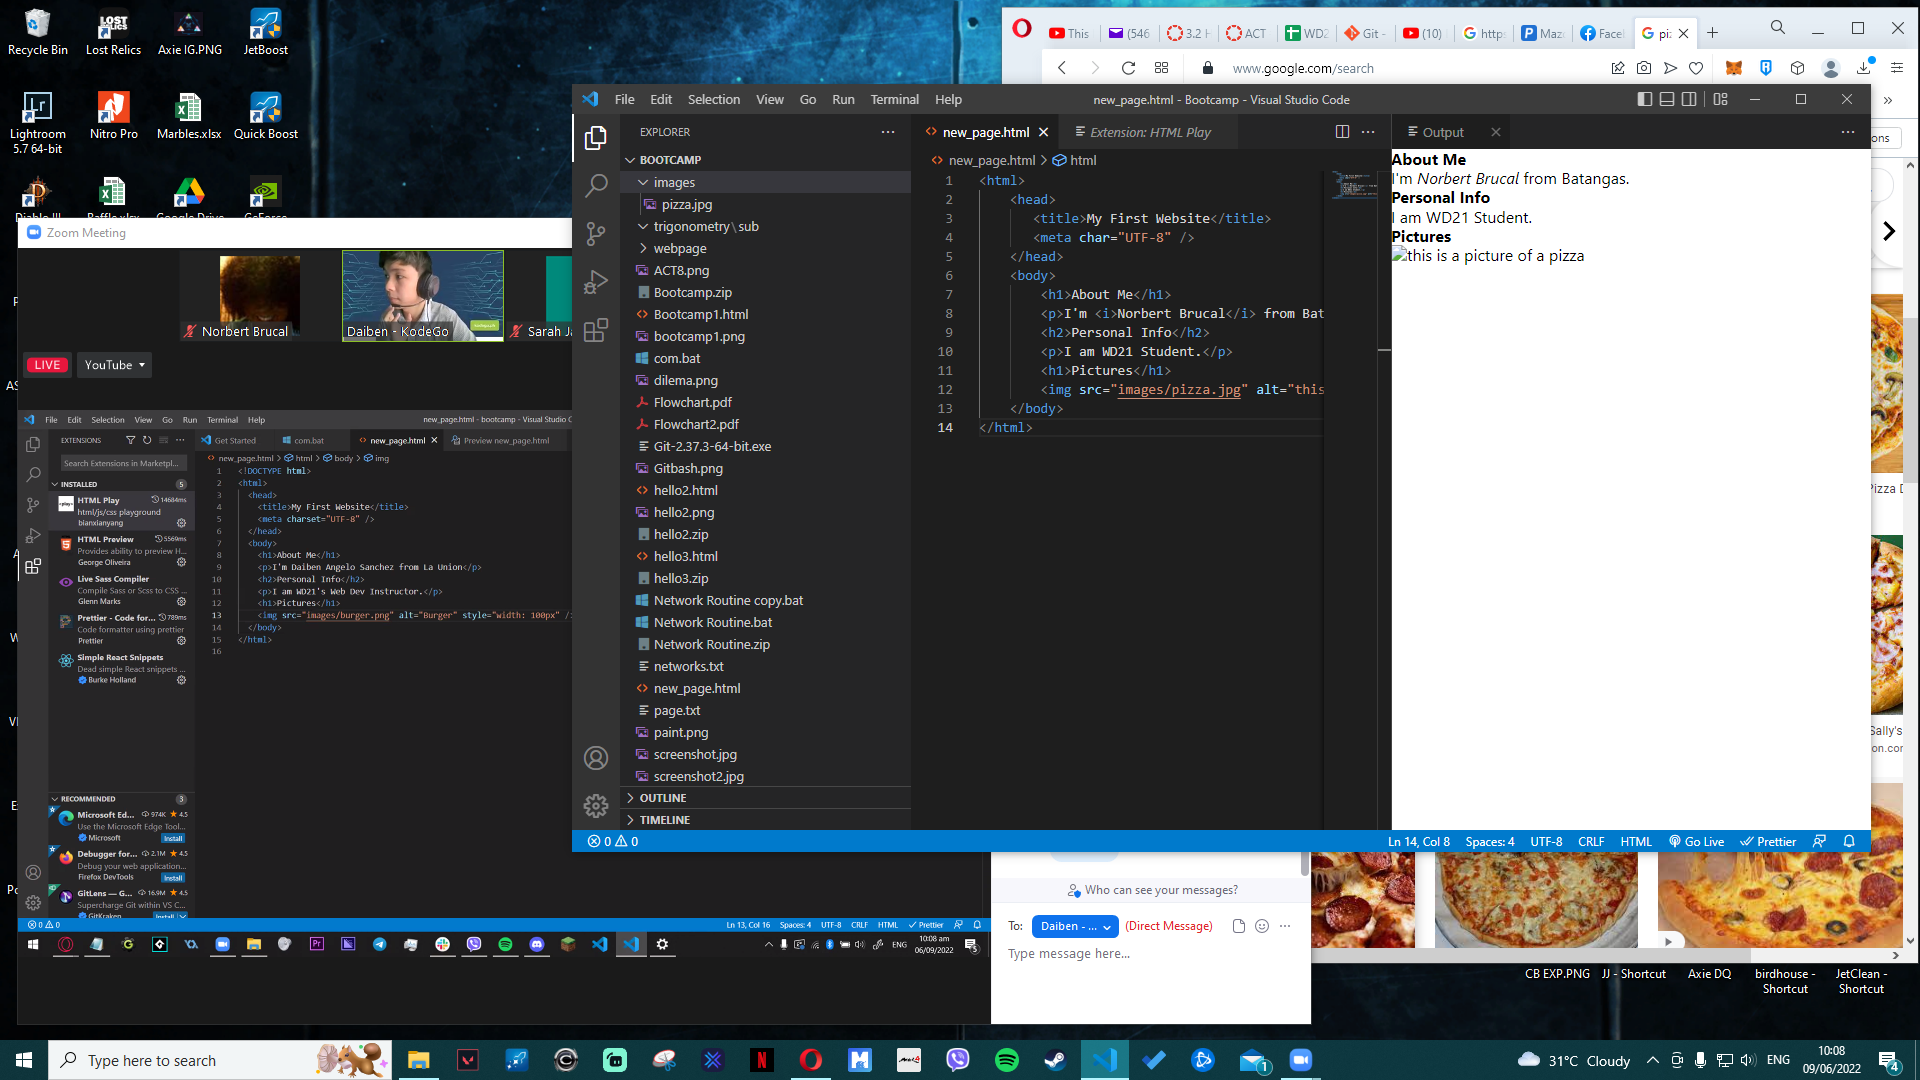 Recycle Bin
Lost Relics
Axie IG.PNG
JetBoost
Lightroom 5.7 64-bit
Nitro Pro
Marbles.xlsx
Quick Boost
Zoom Meeting
Norbert Brucal
Daiben - KodeGo
LIVE
YouTube
File Edit Selection View Go Run Terminal Help
new_page.html - bootcamp - Visual Studio
EXTENSIONS
Get Started
com.bat
new_page.html
Preview new_page.html
Search Extensions in Marketpl...
new_page.html > html > body > img
INSTALLED 5
HTML Play 14684ms
html/js/css playground
bianxianyang
HTML Preview 5569ms
Provides ability to preview H...
George Oliveira
Live Sass Compiler
Compile Sass or Scss to CSS ...
Glenn Marks
Prettier - Code for... 789ms
Code formatter using prettier
Prettier
Simple React Snippets
Dead simple React snippets ...
Burke Holland
1 <!DOCTYPE html>
2 <html>
3 <head>
4 <title>My First Website</title>
5 <meta charset="UTF-8" />
6 </head>
7 <body>
8 <h1>About Me</h1>
9 <p>I'm Daiben Angelo Sanchez from La Union</p>
10 <h2>Personal Info</h2>
11 <p>I am WD21's Web Dev Instructor.</p>
12 <h1>Pictures</h1>
13 <img src="images/burger.png" alt="Burger" style="width: 100px" /
14 </body>
15 </html>
16
RECOMMENDED 3
Microsoft Ed... 974K 4.5
Use the Microsoft Edge Tool...
Microsoft Install
Debugger for... 2.1M 4.5
Debug your web application...
Firefox DevTools Install
GitLens — G... 16.9M 4.5
Supercharge Git within VS C...
GitKraken Install
0 0
Ln 13, Col 16 Spaces: 4 UTF-8 CRLF HTML Prettier
ENG
10:08 am
06/09/2022
File Edit Selection View Go Run Terminal Help
new_page.html - Bootcamp - Visual Studio Code
EXPLORER
BOOTCAMP
images
pizza.jpg
trigonometry\sub
webpage
ACT8.png
Bootcamp.zip
Bootcamp1.html
bootcamp1.png
com.bat
dilema.png
Flowchart.pdf
Flowchart2.pdf
Git-2.37.3-64-bit.exe
Gitbash.png
hello2.html
hello2.png
hello2.zip
hello3.html
hello3.zip
Network Routine copy.bat
Network Routine.bat
Network Routine.zip
networks.txt
new_page.html
page.txt
paint.png
screenshot.jpg
screenshot2.jpg
OUTLINE
TIMELINE
new_page.html
Extension: HTML Play
new_page.html > html
1 <html>
2 <head>
3 <title>My First Website</title>
4 <meta char="UTF-8" />
5 </head>
6 <body>
7 <h1>About Me</h1>
8 <p>I'm <i>Norbert Brucal</i> from Bat
9 <h2>Personal Info</h2>
10 <p>I am WD21 Student.</p>
11 <h1>Pictures</h1>
12 <img src="images/pizza.jpg" alt="this
13 </body>
14 </html>
Output
About Me
I'm Norbert Brucal from Batangas.
Personal Info
I am WD21 Student.
Pictures
this is a picture of a pizza
0 0
Ln 14, Col 8 Spaces: 4 UTF-8 CRLF HTML Go Live Prettier
This
(546
3.2 H
ACT
WD2
Git -
(10)
https
Maz
Face
piz
www.google.com/search
Who can see your messages?
To: Daiben - ... (Direct Message)
Type message here...
CB EXP.PNG
JJ - Shortcut
Axie DQ
birdhouse - Shortcut
JetClean - Shortcut
Type here to search
31°C Cloudy
ENG
10:08
09/06/2022
4